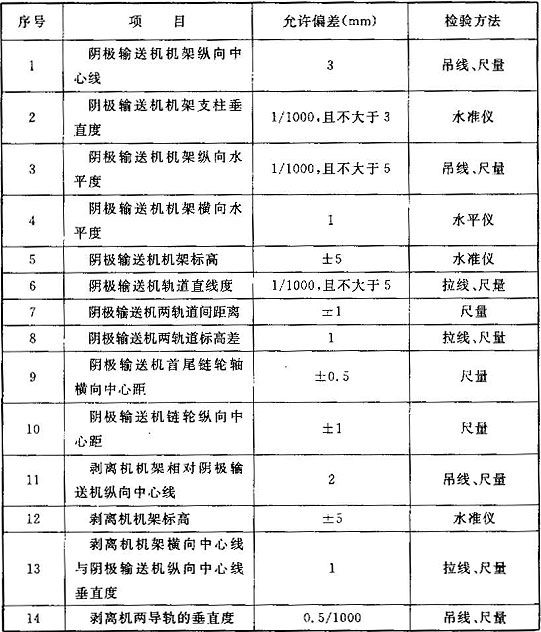 序号 项 目 允许偏差(mm) 检验方法
1 阴极输送机机架纵向中心线 3 吊线、尺量
2 阴极输送机机架支柱垂直度 1/1000,且不大于3 水准仪
3 阴极输送机机架纵向水平度 1/1000,且不大于5 吊线、尺量
4 阴极输送机机架横向水平度 1 水平仪
5 阴极输送机机架标高 ±5 水准仪
6 阴极输送机轨道直线度 1/1000,且不大于5 拉线、尺量
7 阴极输送机两轨道间距离 ±1 尺量
8 阴极输送机两轨道标高差 1 拉线、尺量
9 阴极输送机首尾链轮轴横向中心距 ±0.5 尺量
10 阴极输送机链轮纵向中心距 ±1 尺量
11 剥离机机架相对阴极输送机纵向中心线 2 吊线、尺量
12 剥离机机架标高 ±5 水准仪
13 剥离机机架横向中心线与阴极输送机纵向中心线垂直度 1 拉线、尺量
14 剥离机两导轨的垂直度 0.5/1000 吊线、尺量